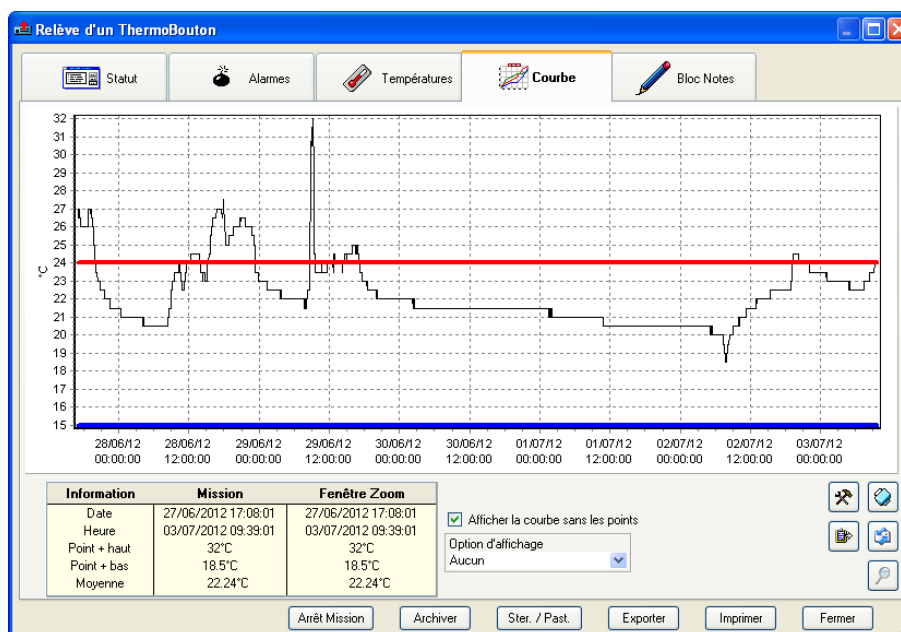 Relève d'un ThermoBouton
Statut
Alarmes
Températures
Courbe
Bloc Notes
32
31
30
29
28
27
26
25
24
23
22
21
20
19
18
17
16
15
°C
28/06/12 28/06/12 29/06/12 29/06/12 30/06/12 30/06/12 01/07/12 01/07/12 02/07/12 02/07/12 03/07/12
00:00:00 12:00:00 00:00:00 12:00:00 00:00:00 12:00:00 00:00:00 12:00:00 00:00:00 12:00:00 00:00:00
Information Mission Fenêtre Zoom
Date 27/06/2012 17:08:01 27/06/2012 17:08:01
Heure 03/07/2012 09:39:01 03/07/2012 09:39:01
Point + haut 32°C 32°C
Point + bas 18.5°C 18.5°C
Moyenne 22.24°C 22.24°C
Afficher la courbe sans les points
Option d'affichage
Aucun
Arrêt Mission
Archiver
Ster. / Past.
Exporter
Imprimer
Fermer